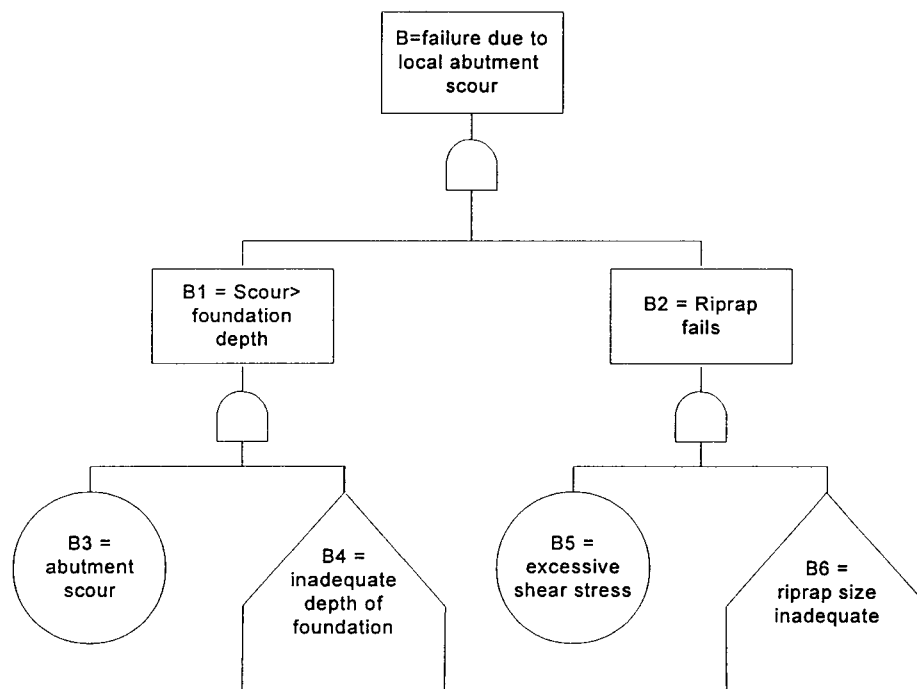 B=failure due to
local abutment
scour
B1 = Scour>
foundation
depth
B2 = Riprap
fails
B3 =
abutment
scour
B4 =
inadequate
depth of
foundation
B5 =
excessive
shear stress
B6 =
riprap size
inadequate